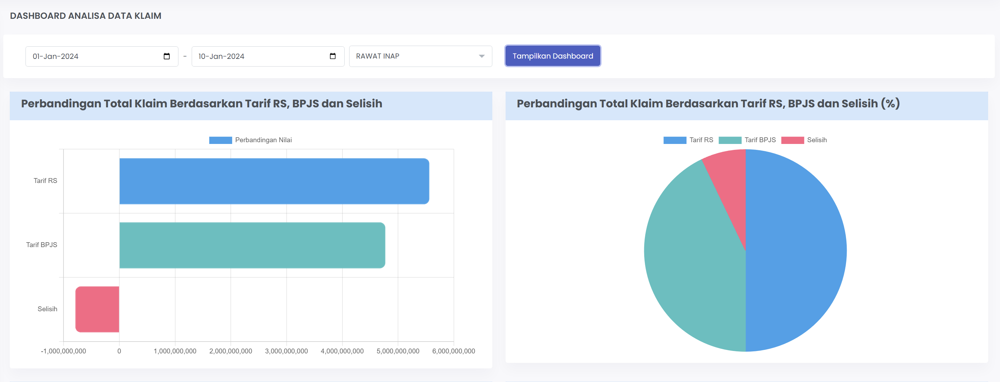 DASHBOARD ANALISA DATA KLAIM
01-Jan-2024 - 10-Jan-2024 RAWAT INAP Tampilkan Dashboard
Perbandingan Total Klaim Berdasarkan Tarif RS, BPJS dan Selisih
Perbandingan Nilai
Tarif RS
Tarif BPJS
Selisih
-1,000,000,000 0 1,000,000,000 2,000,000,000 3,000,000,000 4,000,000,000 5,000,000,000 6,000,000,000
Perbandingan Total Klaim Berdasarkan Tarif RS, BPJS dan Selisih (%)
Tarif RS Tarif BPJS Selisih